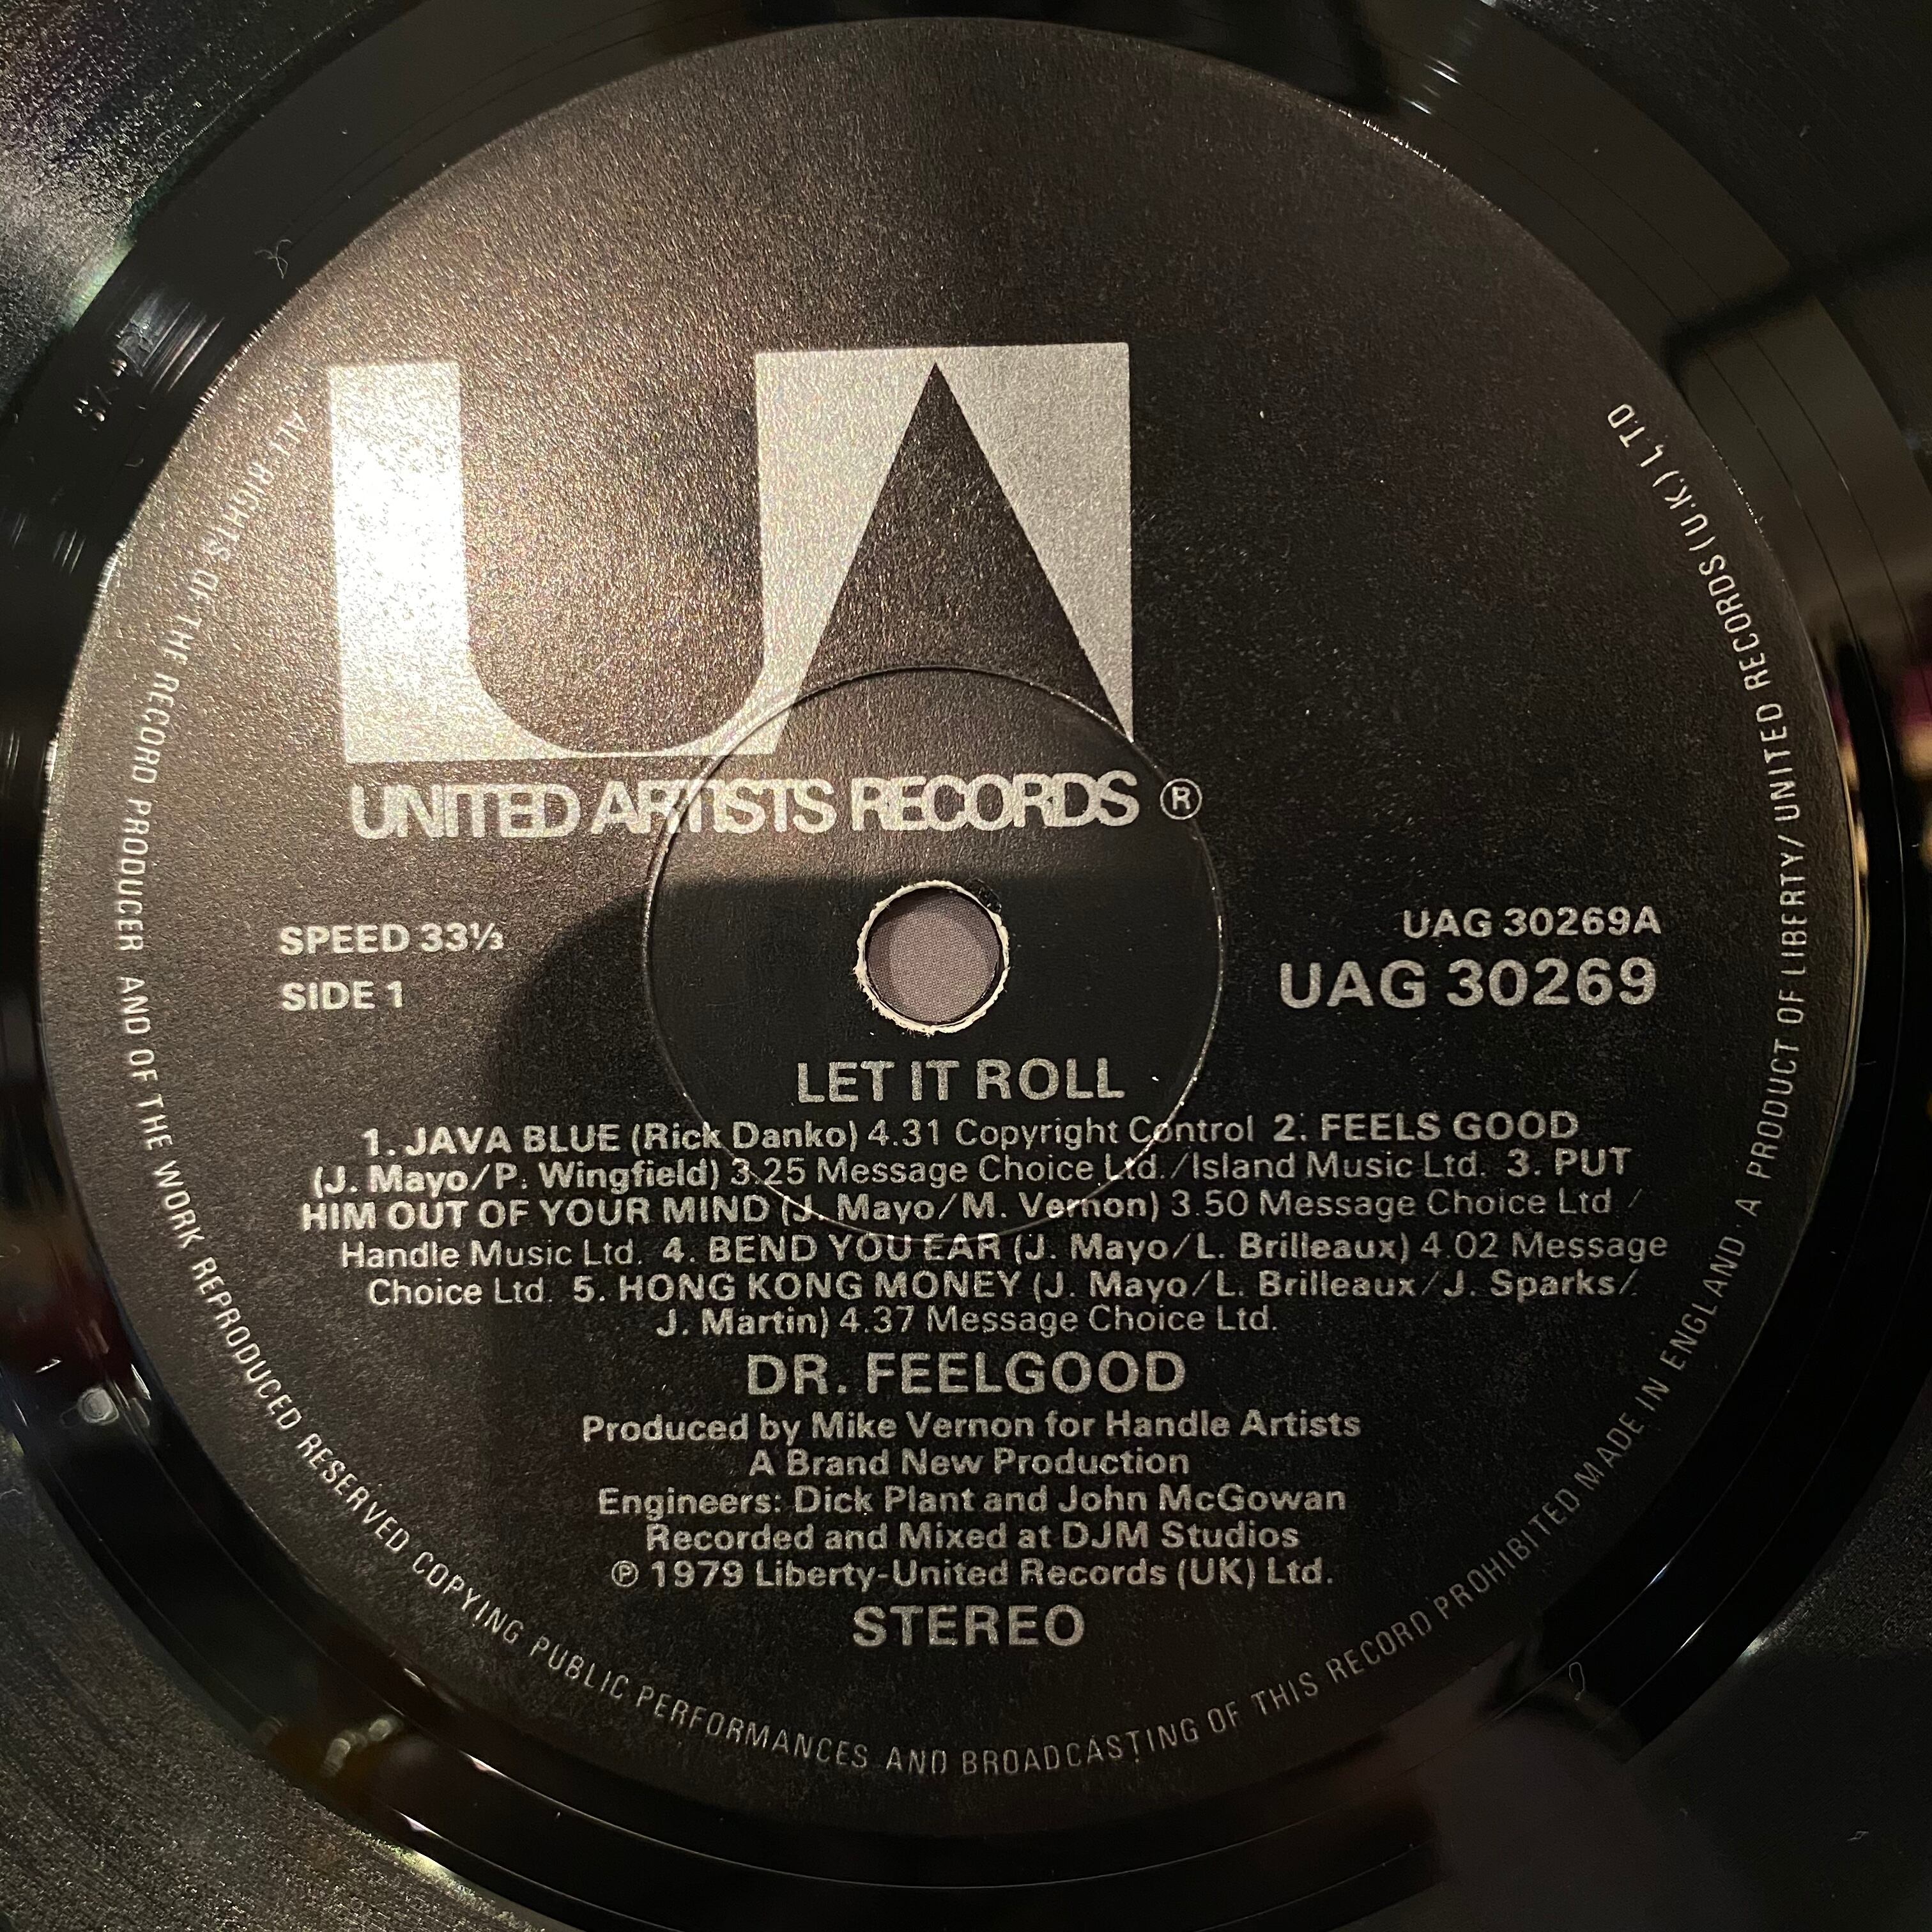 UA
UNITED ARTISTS RECORDS ®
SPEED 33⅓
SIDE 1
UAG 30269A
UAG 30269
LET IT ROLL
1. JAVA BLUE (Rick Danko) 4.31 Copyright Control 2. FEELS GOOD
(J. Mayo/P. Wingfield) 3.25 Message Choice Ltd./Island Music Ltd. 3. PUT
HIM OUT OF YOUR MIND (J. Mayo/M. Vernon) 3.50 Message Choice Ltd /
Handle Music Ltd. 4. BEND YOU EAR (J. Mayo/L. Brilleaux) 4.02 Message
Choice Ltd. 5. HONG KONG MONEY (J. Mayo/L. Brilleaux/J. Sparks/
J. Martin) 4.37 Message Choice Ltd.
DR. FEELGOOD
Produced by Mike Vernon for Handle Artists
A Brand New Production
Engineers: Dick Plant and John McGowan
Recorded and Mixed at DJM Studios
℗ 1979 Liberty-United Records (UK) Ltd.
STEREO
ALL RIGHTS OF THE RECORD PRODUCER AND OF THE WORK REPRODUCED RESERVED COPYING PUBLIC PERFORMANCES AND BROADCASTING OF THIS RECORD PROHIBITED MADE IN ENGLAND A PRODUCT OF LIBERTY/UNITED RECORDS (U.K.) LTD